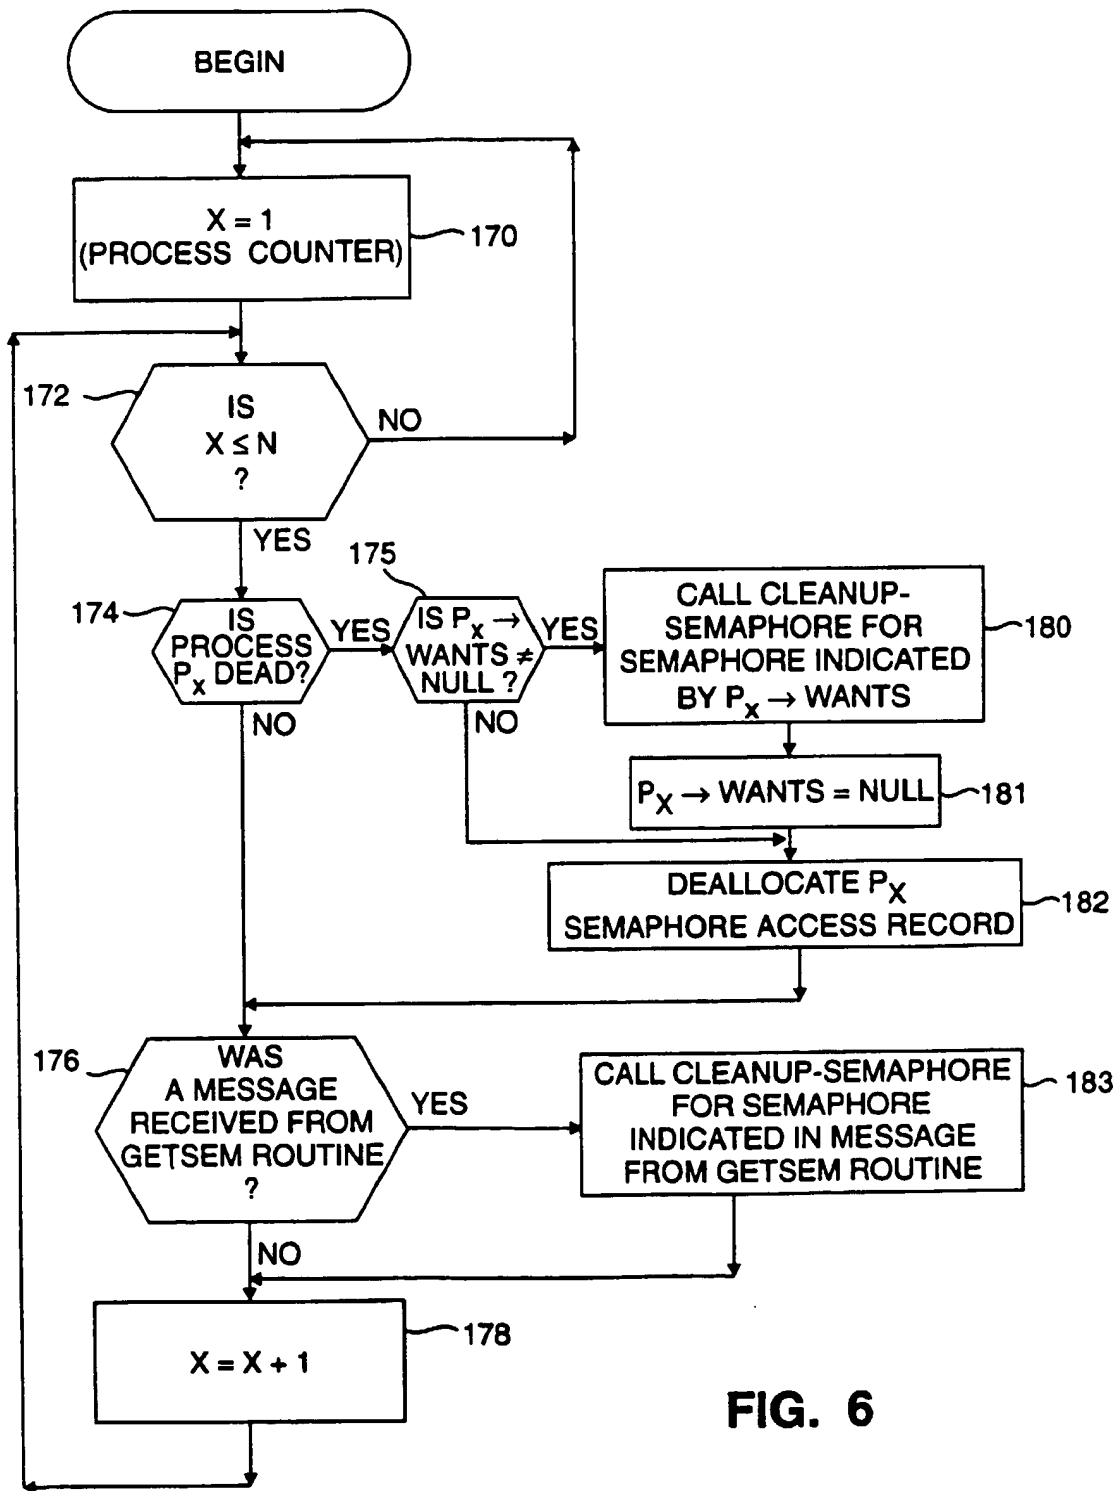 BEGIN
X = 1
(PROCESS COUNTER)
170
172
IS
X ≤ N
?
NO
YES
174
IS
PROCESS
Px DEAD?
YES
NO
175
IS Px →
WANTS ≠
NULL ?
YES
NO
CALL CLEANUP-
SEMAPHORE FOR
SEMAPHORE INDICATED
BY Px → WANTS
180
PX → WANTS = NULL
181
DEALLOCATE PX
SEMAPHORE ACCESS RECORD
182
176
WAS
A MESSAGE
RECEIVED FROM
GETSEM ROUTINE
?
YES
NO
CALL CLEANUP-SEMAPHORE
FOR SEMAPHORE
INDICATED IN MESSAGE
FROM GETSEM ROUTINE
183
X = X + 1
178
FIG. 6